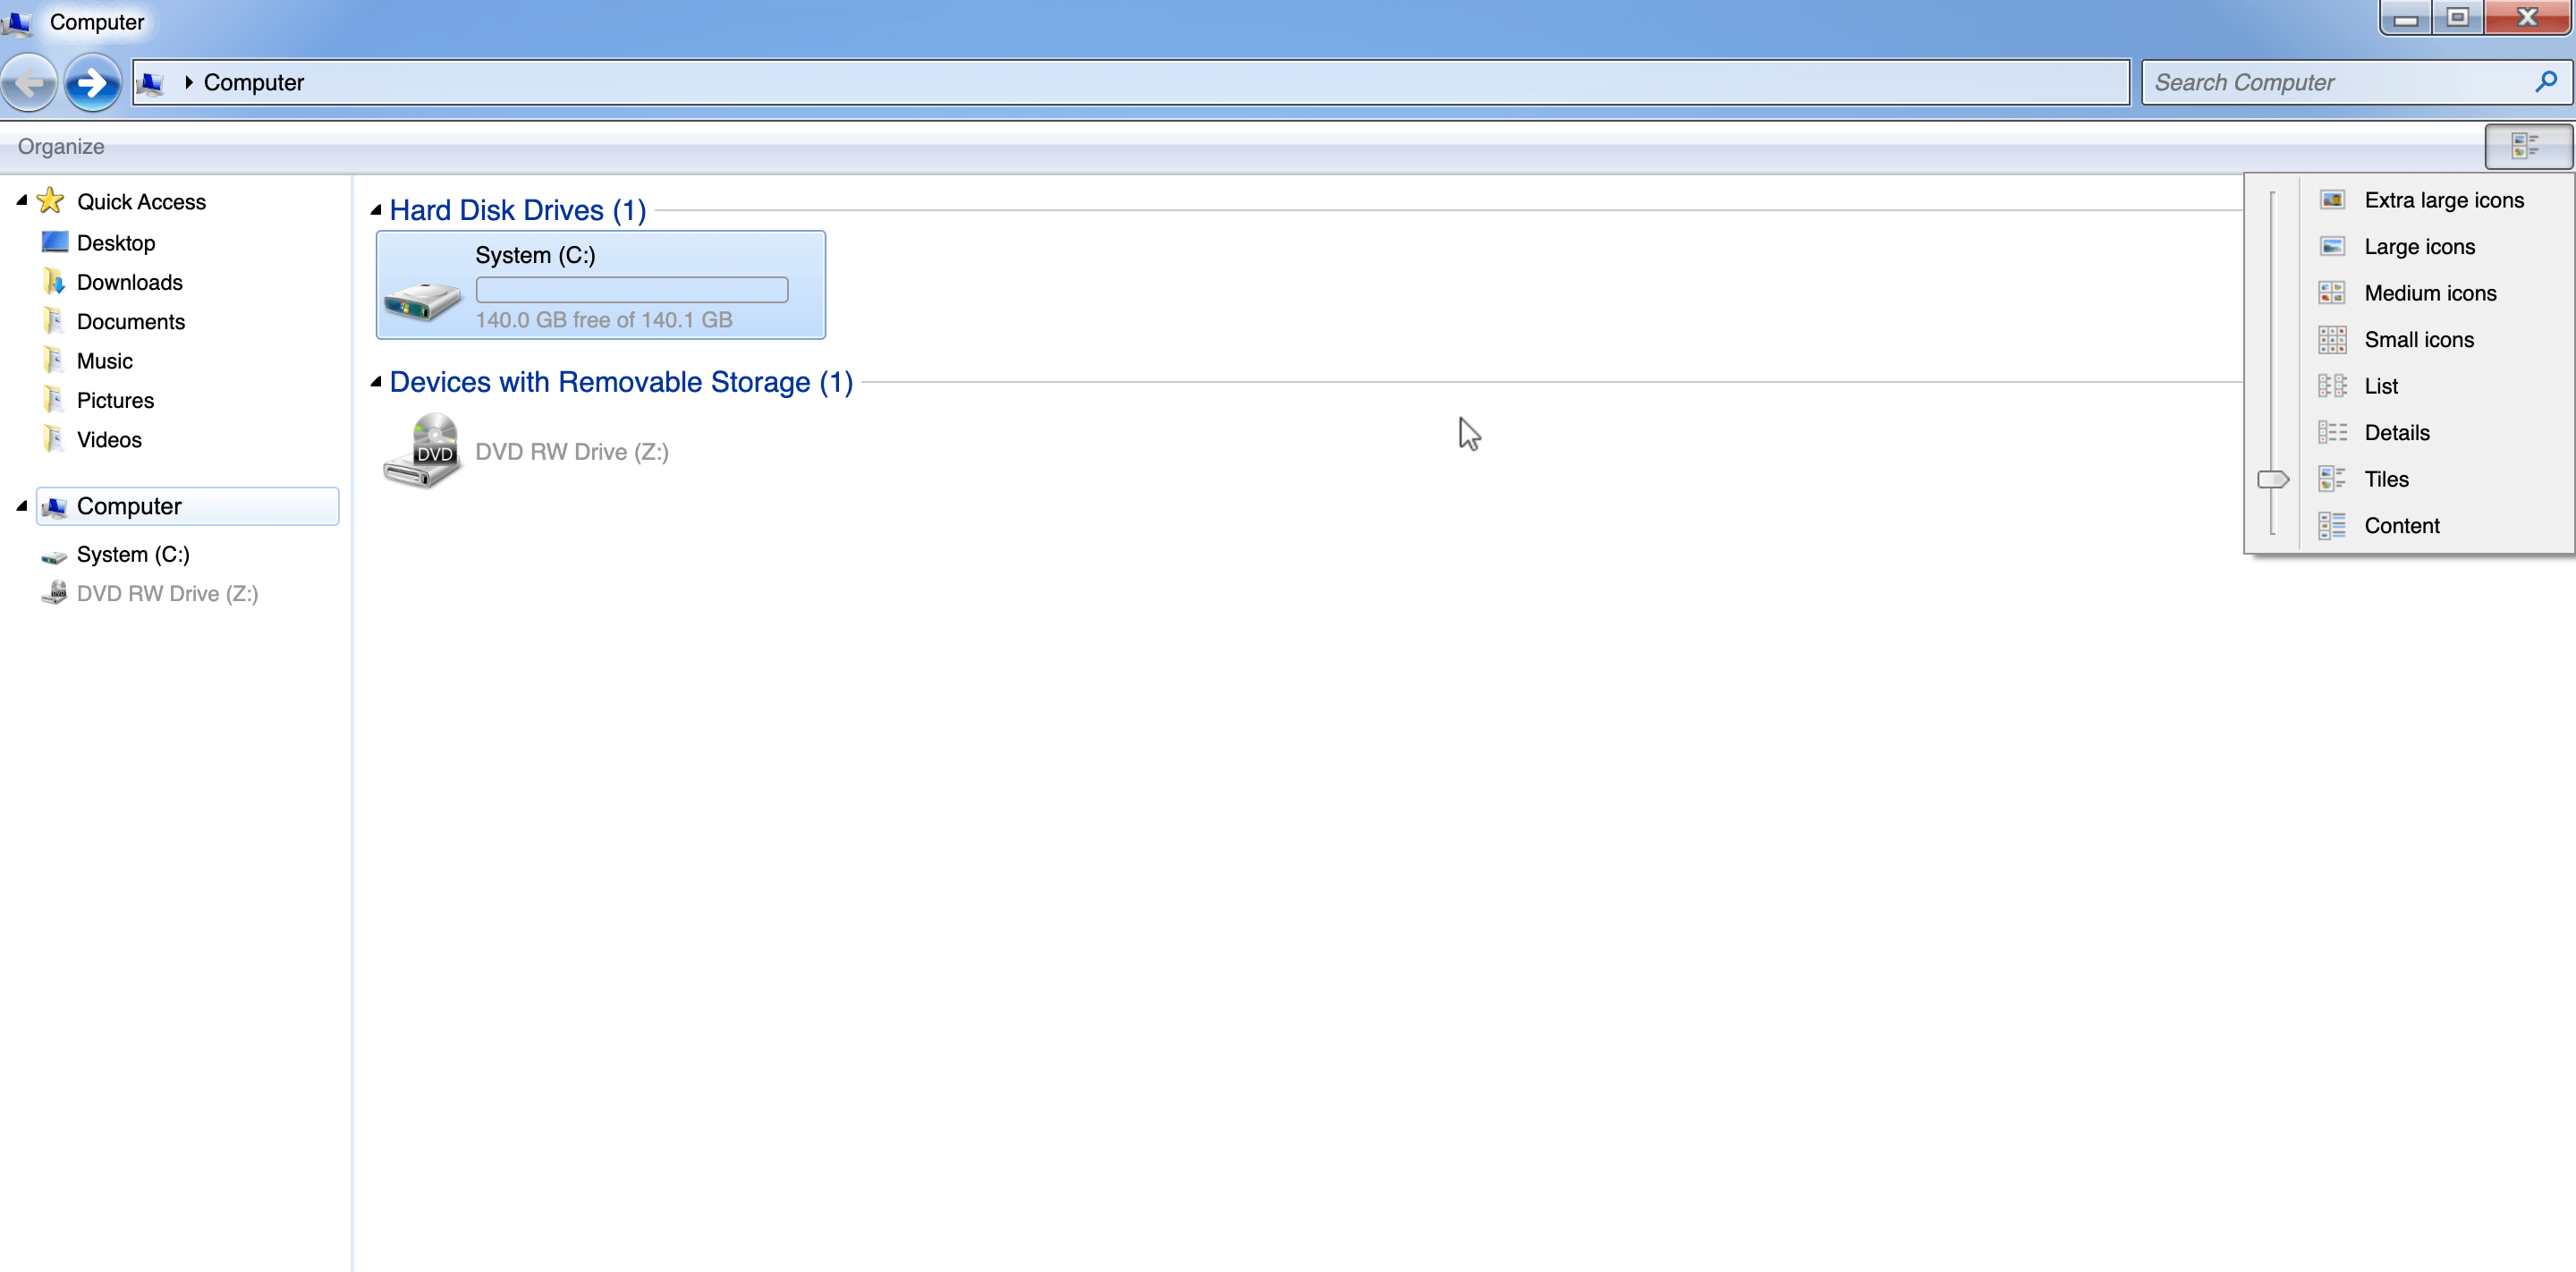 Computer
Computer
Search Computer
Organize
Quick Access
Desktop
Downloads
Documents
Music
Pictures
Videos
Computer
System (C:)
DVD RW Drive (Z:)
Hard Disk Drives (1)
System (C:)
140.0 GB free of 140.1 GB
Devices with Removable Storage (1)
DVD
DVD RW Drive (Z:)
Extra large icons
Large icons
Medium icons
Small icons
List
Details
Tiles
Content